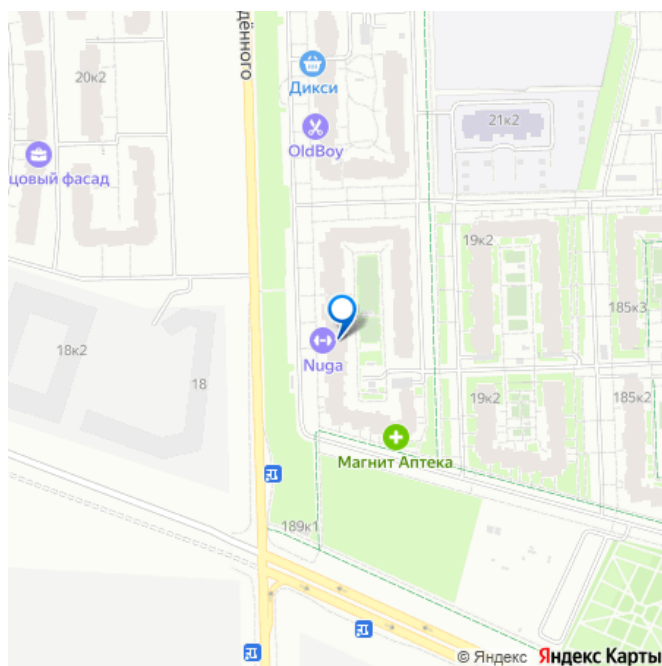 дённого
20к2
Дикси
21к2
OldBoy
цовый фасад
19к2
185к3
18к2
Nuga
18
19к2
185к2
Магнит Аптека
189к1
© Яндекс Яндекс Карты